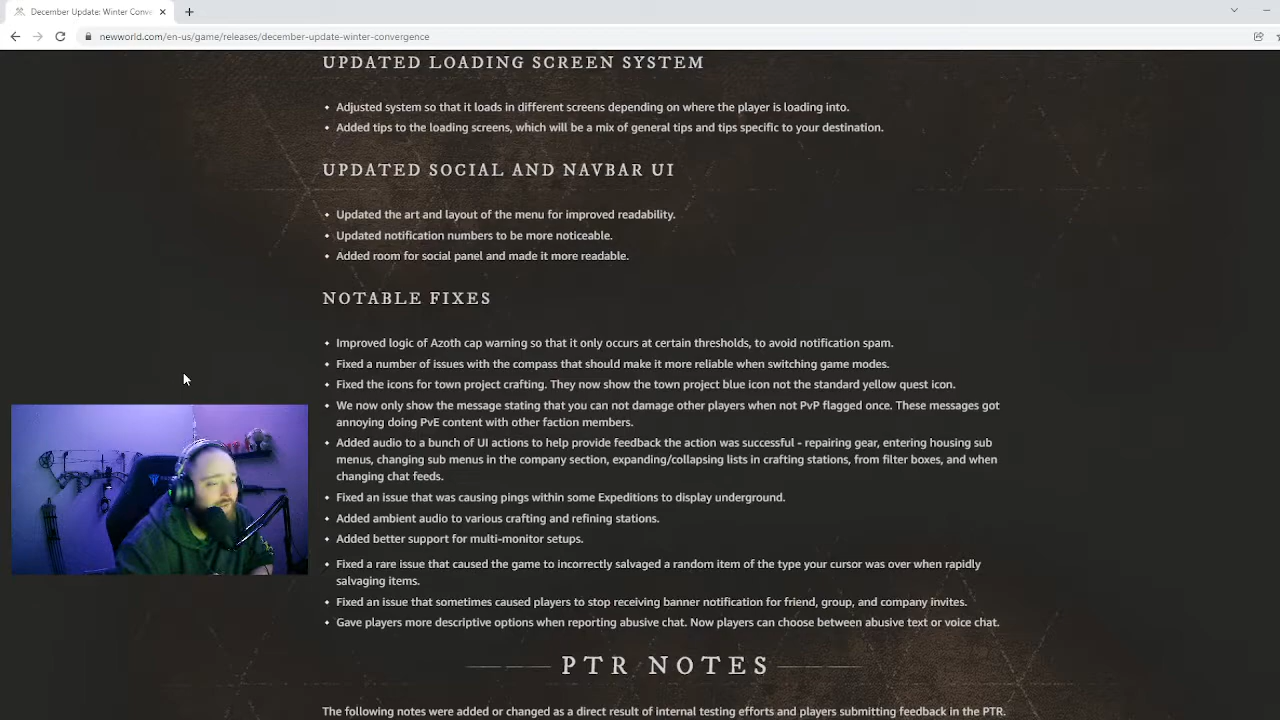 December Update: Winter Conve
newworld.com/en-us/game/releases/december-update-winter-convergence
UPDATED LOADING SCREEN SYSTEM
• Adjusted system so that it loads in different screens depending on where the player is loading into.
• Added tips to the loading screens, which will be a mix of general tips and tips specific to your destination.
UPDATED SOCIAL AND NAVBAR UI
• Updated the art and layout of the menu for improved readability.
• Updated notification numbers to be more noticeable.
• Added room for social panel and made it more readable.
NOTABLE FIXES
• Improved logic of Azoth cap warning so that it only occurs at certain thresholds, to avoid notification spam.
• Fixed a number of issues with the compass that should make it more reliable when switching game modes.
• Fixed the icons for town project crafting. They now show the town project blue icon not the standard yellow quest icon.
• We now only show the message stating that you can not damage other players when not PvP flagged once. These messages got
annoying doing PvE content with other faction members.
• Added audio to a bunch of UI actions to help provide feedback the action was successful - repairing gear, entering housing sub
menus, changing sub menus in the company section, expanding/collapsing lists in crafting stations, from filter boxes, and when
changing chat feeds.
• Fixed an issue that was causing pings within some Expeditions to display underground.
• Added ambient audio to various crafting and refining stations.
• Added better support for multi-monitor setups.
• Fixed a rare issue that caused the game to incorrectly salvaged a random item of the type your cursor was over when rapidly
salvaging items.
• Fixed an issue that sometimes caused players to stop receiving banner notification for friend, group, and company invites.
• Gave players more descriptive options when reporting abusive chat. Now players can choose between abusive text or voice chat.
PTR NOTES
The following notes were added or changed as a direct result of internal testing efforts and players submitting feedback in the PTR.